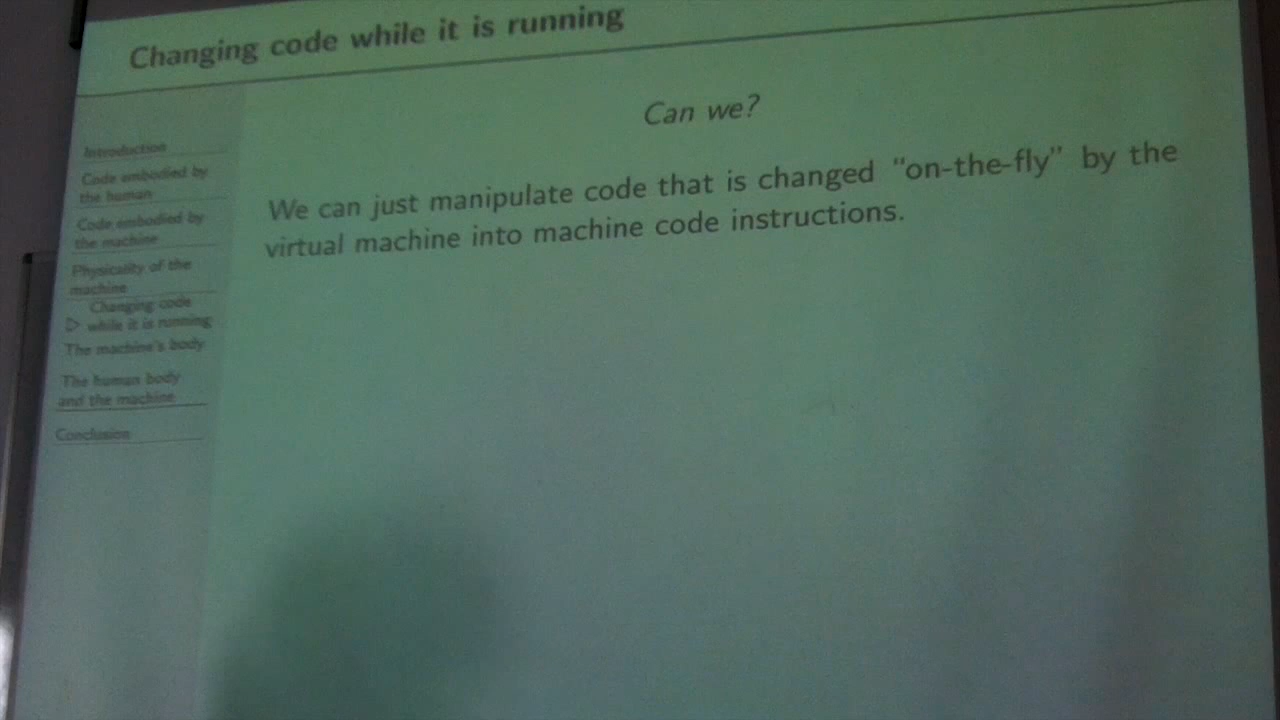 Changing code while it is running
Introduction
Code embodied by
the human
Code embodied by
the machine
Physicality of the
machine
Changing code
▷ while it is running
The machine's body
The human body
and the machine
Conclusion
Can we?
We can just manipulate code that is changed "on-the-fly" by the
virtual machine into machine code instructions.